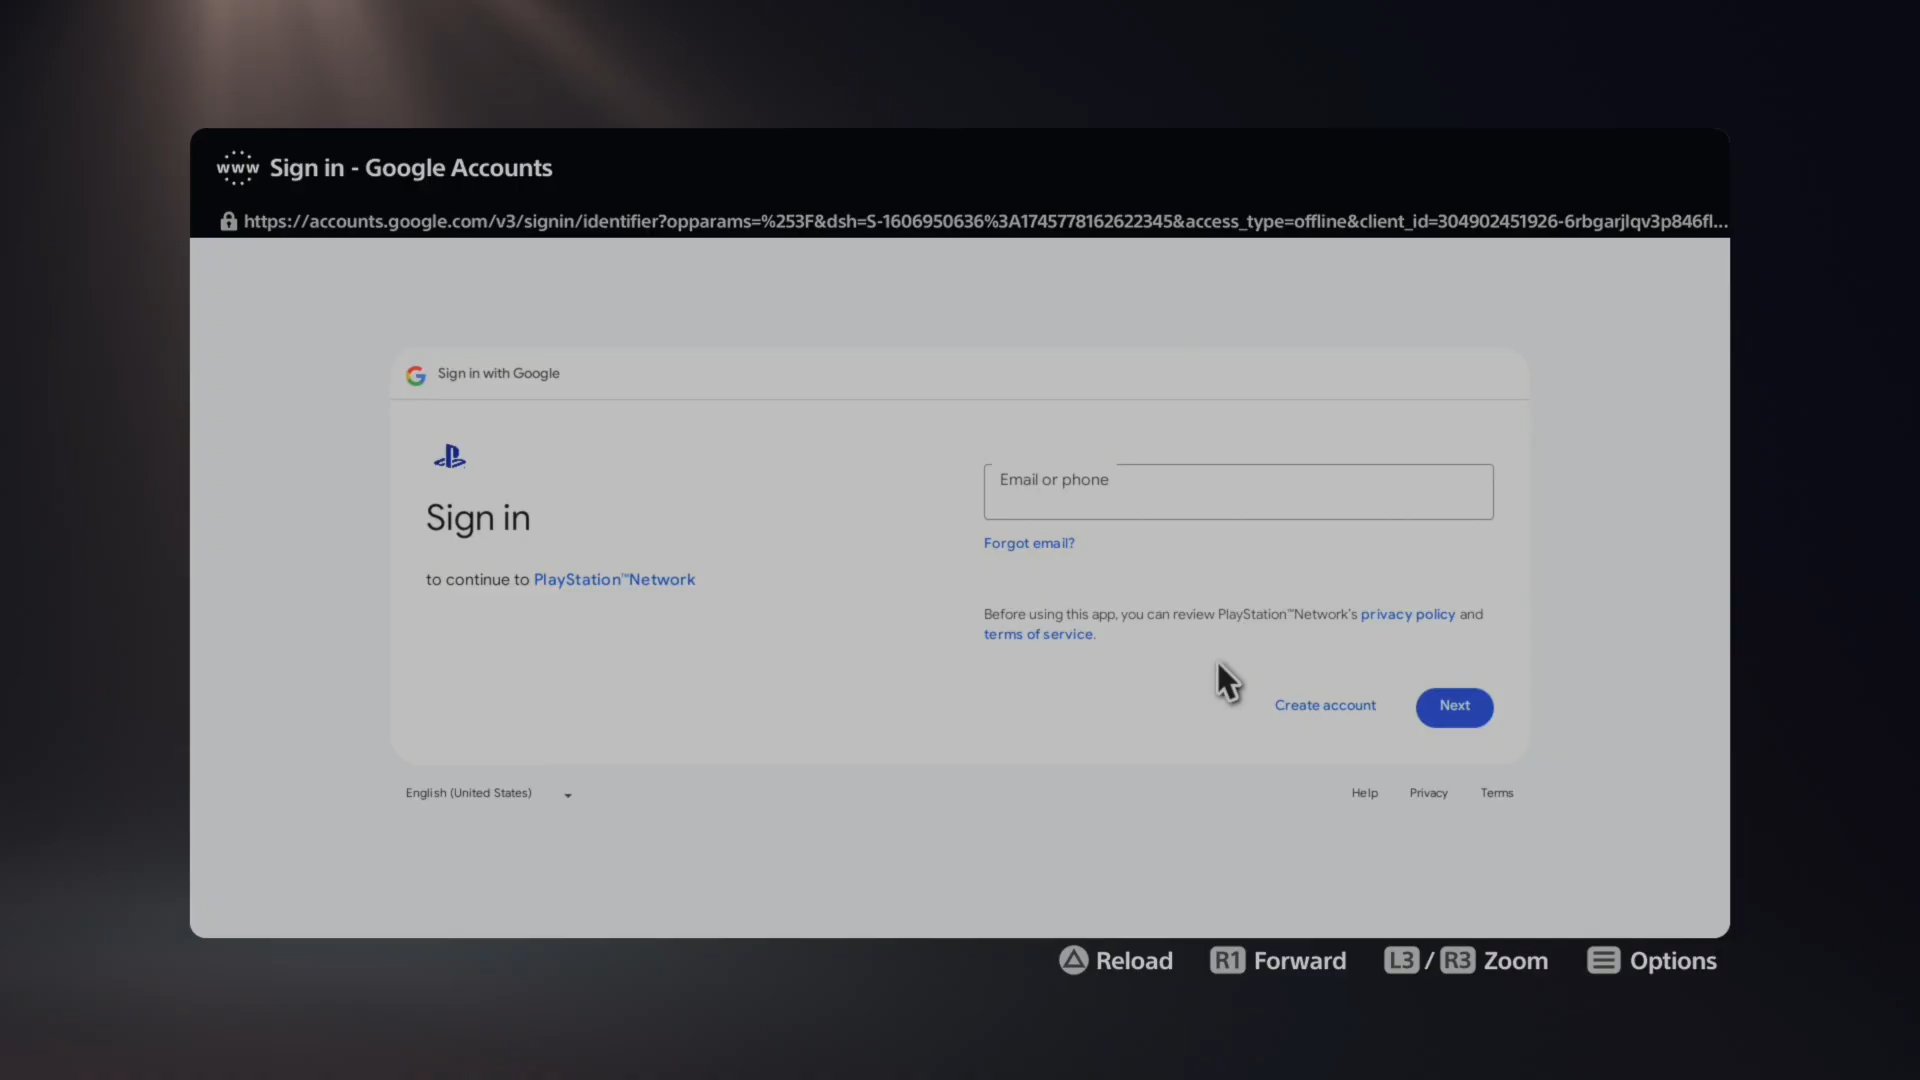 www Sign in - Google Accounts
https://accounts.google.com/v3/signin/identifier?opparams=%253F&dsh=S-1606950636%3A1745778162622345&access_type=offline&client_id=304902451926-6rbgarjlqv3p846fl...
Sign in with Google
Sign in
to continue to PlayStation™Network
Email or phone
Forgot email?
Before using this app, you can review PlayStation™Network's privacy policy and
terms of service.
Create account
Next
English (United States)
Help
Privacy
Terms
Reload
R1 Forward
L3 / R3 Zoom
Options